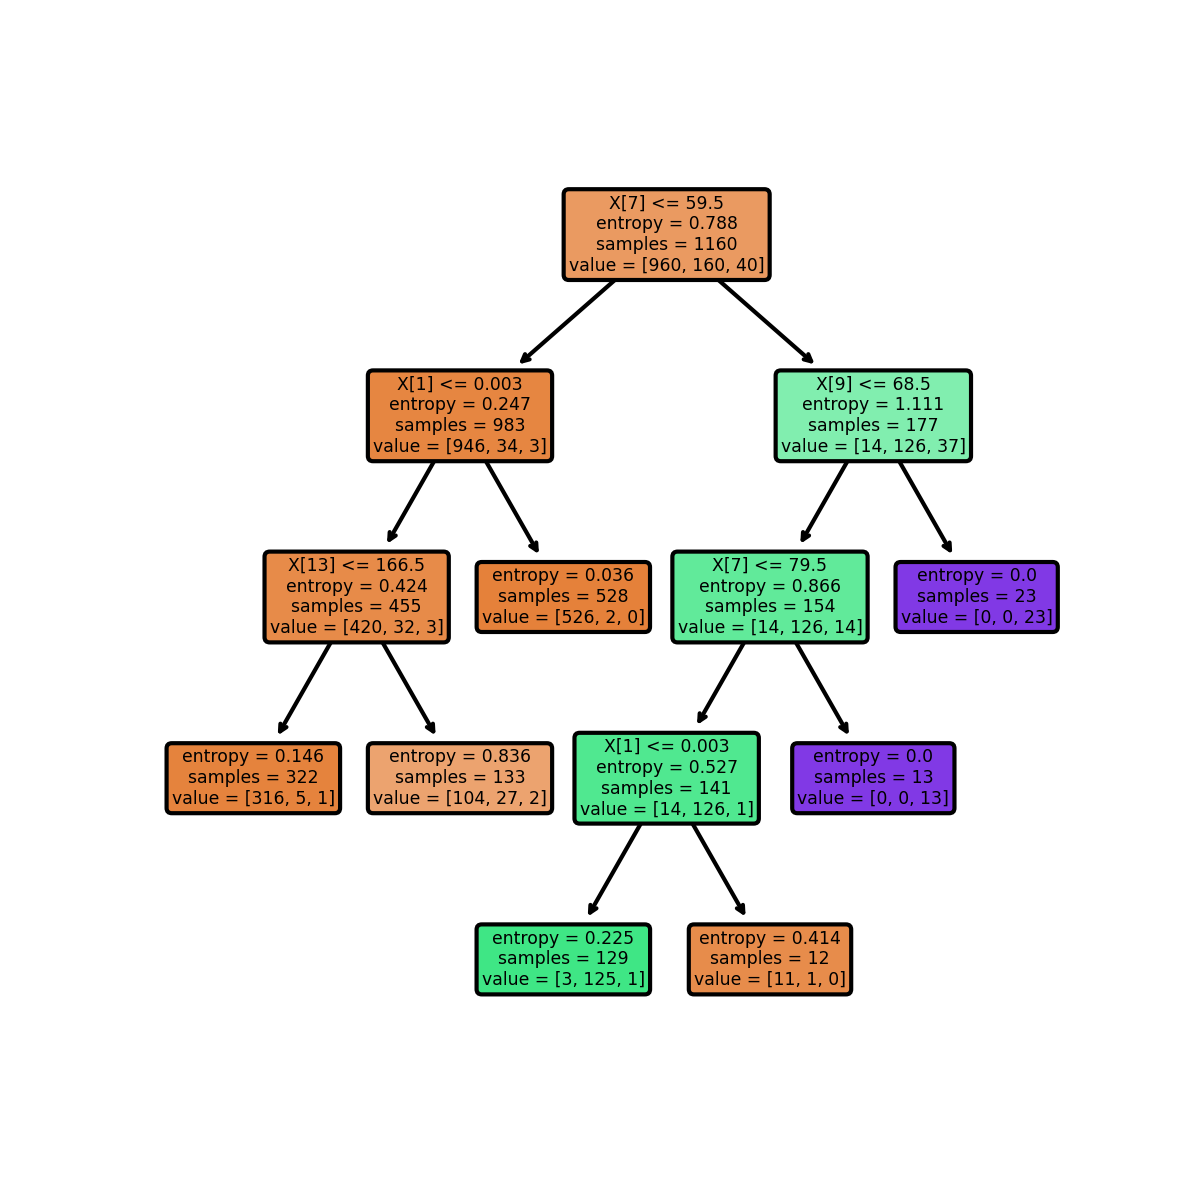 X[7] <= 59.5
entropy = 0.788
samples = 1160
value = [960, 160, 40]
X[1] <= 0.003
entropy = 0.247
samples = 983
value = [946, 34, 3]
X[9] <= 68.5
entropy = 1.111
samples = 177
value = [14, 126, 37]
X[13] <= 166.5
entropy = 0.424
samples = 455
value = [420, 32, 3]
entropy = 0.036
samples = 528
value = [526, 2, 0]
X[7] <= 79.5
entropy = 0.866
samples = 154
value = [14, 126, 14]
entropy = 0.0
samples = 23
value = [0, 0, 23]
entropy = 0.146
samples = 322
value = [316, 5, 1]
entropy = 0.836
samples = 133
value = [104, 27, 2]
X[1] <= 0.003
entropy = 0.527
samples = 141
value = [14, 126, 1]
entropy = 0.0
samples = 13
value = [0, 0, 13]
entropy = 0.225
samples = 129
value = [3, 125, 1]
entropy = 0.414
samples = 12
value = [11, 1, 0]